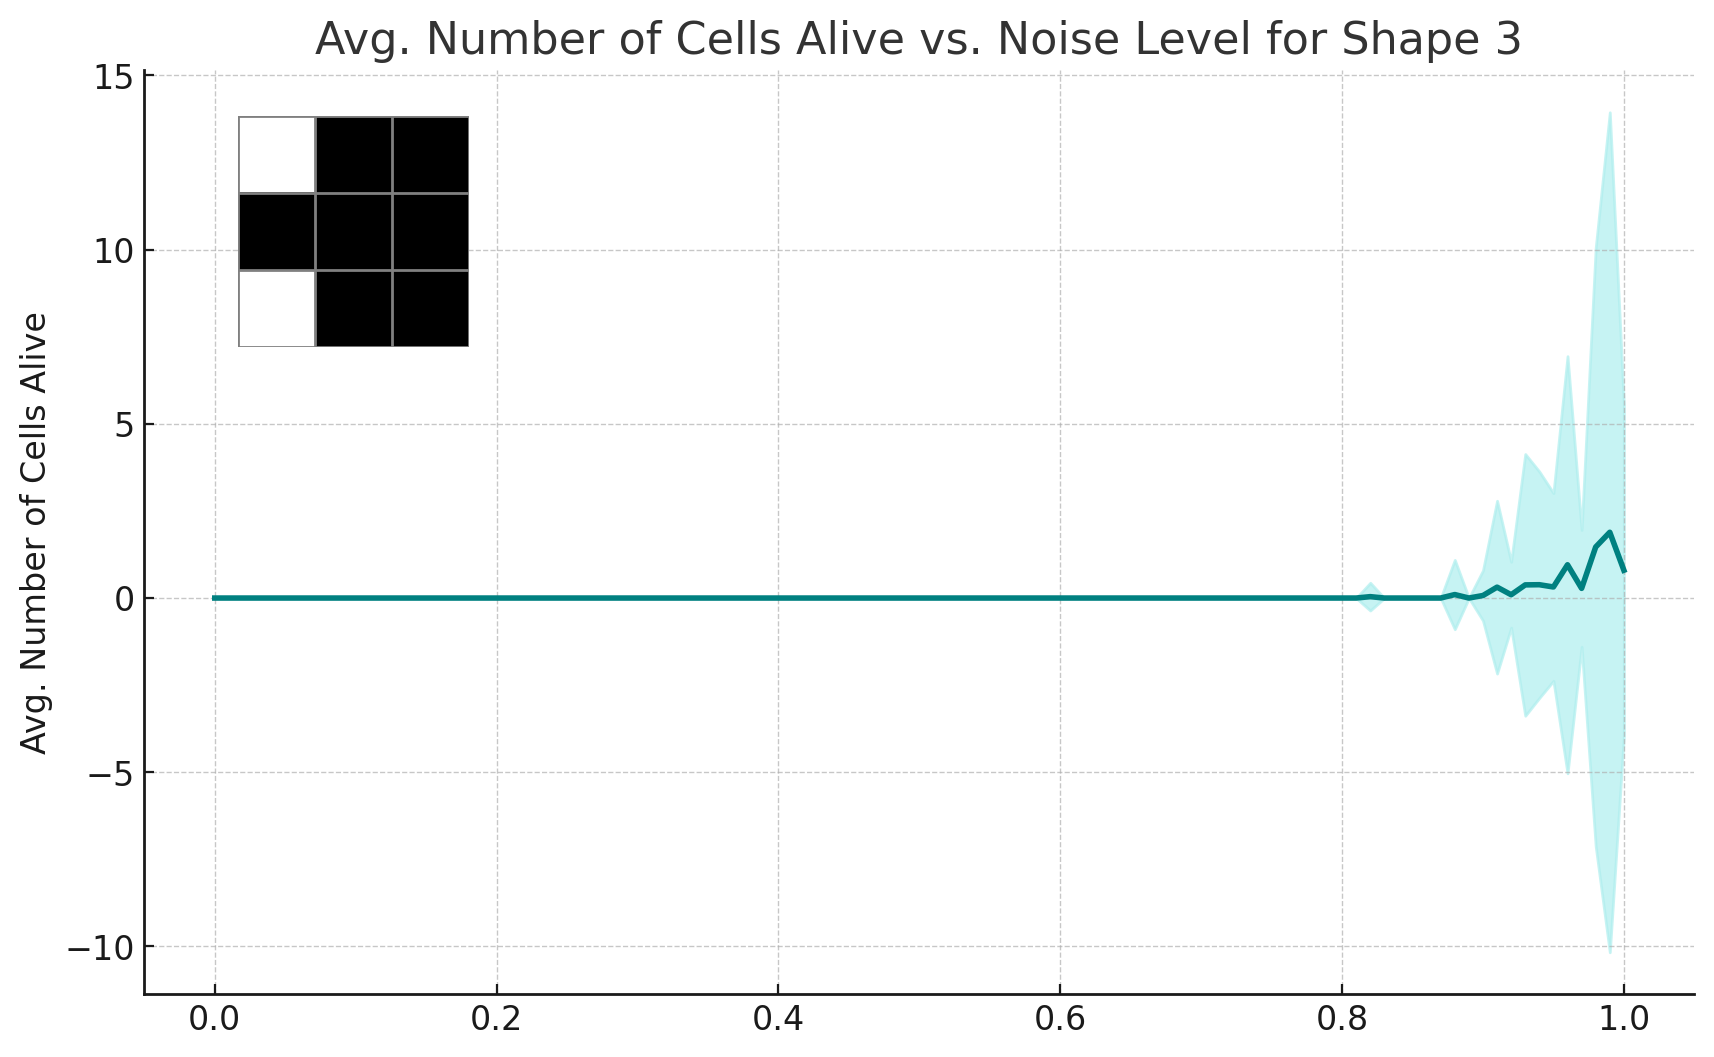 Avg. Number of Cells Alive vs. Noise Level for Shape 3
Avg. Number of Cells Alive
15
10
5
0
−5
−10
0.0 0.2 0.4 0.6 0.8 1.0